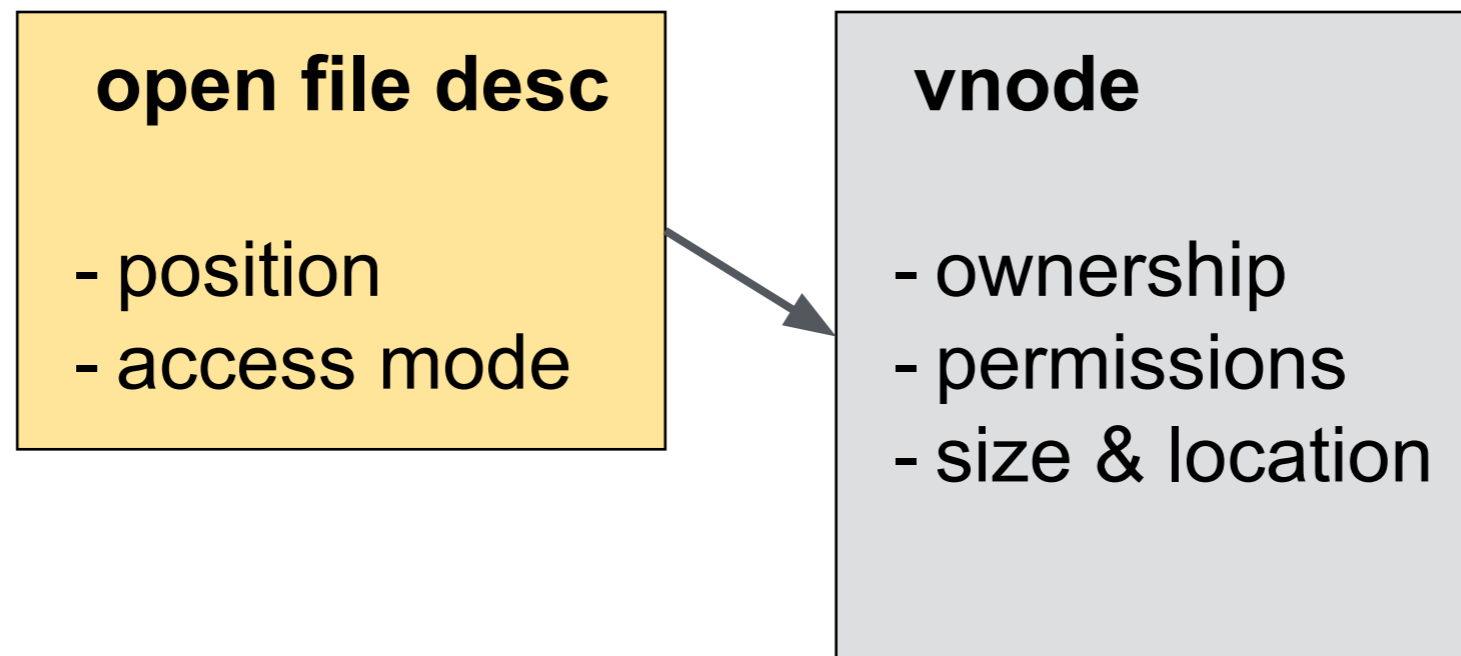 open file desc
- position
- access mode
vnode
- ownership
- permissions
- size & location